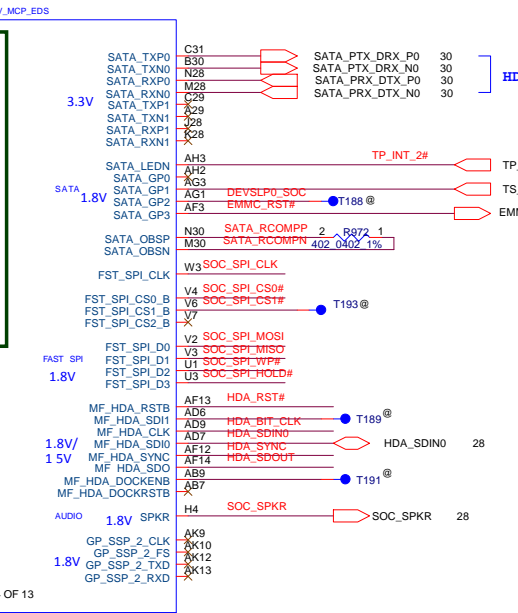 V_MCP_EDS
SATA_TXP0 C31 SATA_PTX_DRX_P0 30
SATA_TXN0 B30 SATA_PTX_DRX_N0 30
SATA_RXP0 N28 SATA_PRX_DTX_P0 30
SATA_RXN0 M28 SATA_PRX_DTX_N0 30
HD
3.3V
SATA_TXP1 C29
SATA_TXN1 A29
SATA_RXP1 J28
SATA_RXN1 K28
SATA_LEDN AH3 TP_INT_2# TP_
SATA_GP0 AH2
SATA 1.8V
SATA_GP1 AG3 TS_
SATA_GP2 AG1 DEVSLP0_SOC T188 @
SATA_GP3 AF3 EMMC_RST# EMM
SATA_OBSP N30 SATA_RCOMPP 2 R972 1
SATA_OBSN M30 SATA_RCOMPN 402_0402_1%
FST_SPI_CLK W3 SOC_SPI_CLK
FST_SPI_CS0_B V4 SOC_SPI_CS0#
FST_SPI_CS1_B V6 SOC_SPI_CS1# T193 @
FST_SPI_CS2_B V7
FST_SPI_D0 V2 SOC_SPI_MOSI
FAST SPI
FST_SPI_D1 V3 SOC_SPI_MISO
FST_SPI_D2 U1 SOC_SPI_WP#
1.8V
FST_SPI_D3 U3 SOC_SPI_HOLD#
MF_HDA_RSTB AF13 HDA_RST#
MF_HDA_SDI1 AD6 T189 @
MF_HDA_CLK AD9 HDA_BIT_CLK
1.8V/
MF_HDA_SDI0 AD7 HDA_SDIN0 HDA_SDIN0 28
MF_HDA_SYNC AF12 HDA_SYNC
1 5V
MF_HDA_SDO AF14 HDA_SDOUT
MF_HDA_DOCKENB AB9 T191 @
MF_HDA_DOCKRSTB AB7
AUDIO 1.8V SPKR H4 SOC_SPKR SOC_SPKR 28
GP_SSP_2_CLK AK9
GP_SSP_2_FS AK10
1.8V
GP_SSP_2_TXD AK12
GP_SSP_2_RXD AK13
OF 13